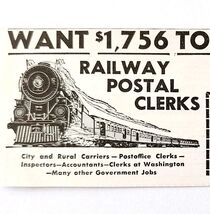 WANT $1,756 TO
RAILWAY
POSTAL
CLERKS
City and Rural Carriers—Postoffice Clerks—
Inspectors—Accountants—Clerks at Washington
—Many other Government Jobs